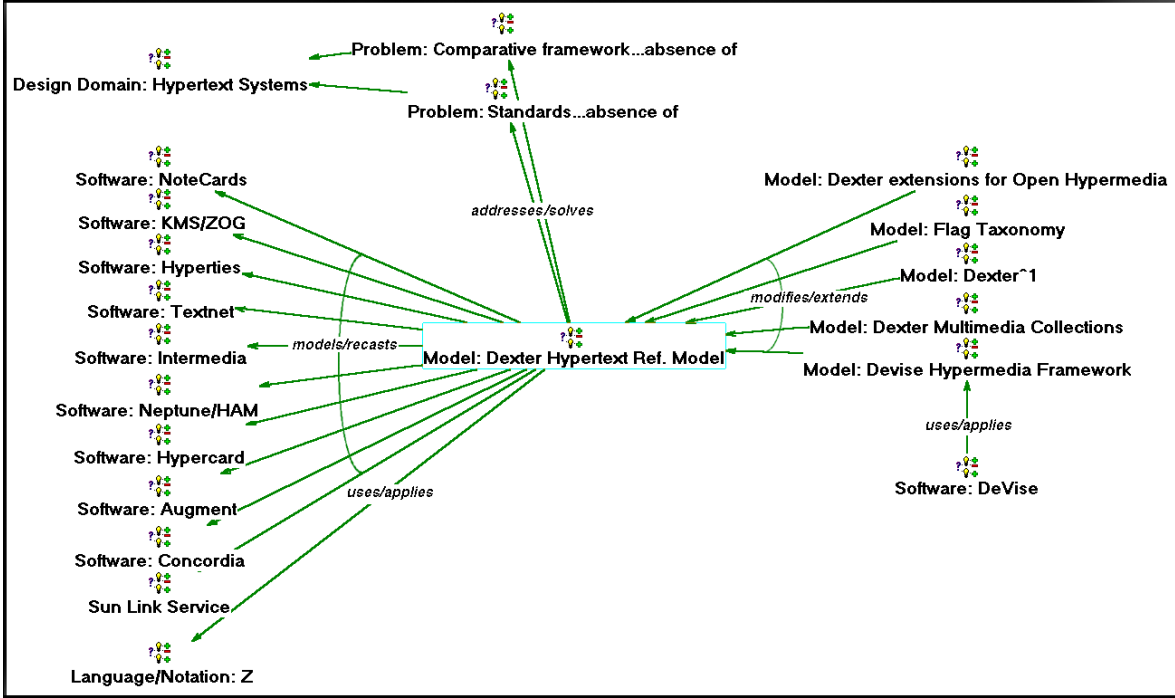 Problem: Comparative framework...absence of
Design Domain: Hypertext Systems
Problem: Standards...absence of
Software: NoteCards
Model: Dexter extensions for Open Hypermedia
addresses/solves
Software: KMS/ZOG
Model: Flag Taxonomy
Software: Hyperties
Model: Dexter^1
modifies/extends
Software: Textnet
Model: Dexter Multimedia Collections
models/recasts
Software: Intermedia
Model: Dexter Hypertext Ref. Model
Model: Devise Hypermedia Framework
Software: Neptune/HAM
uses/applies
Software: Hypercard
uses/applies
Software: DeVise
Software: Augment
Software: Concordia
Sun Link Service
Language/Notation: Z